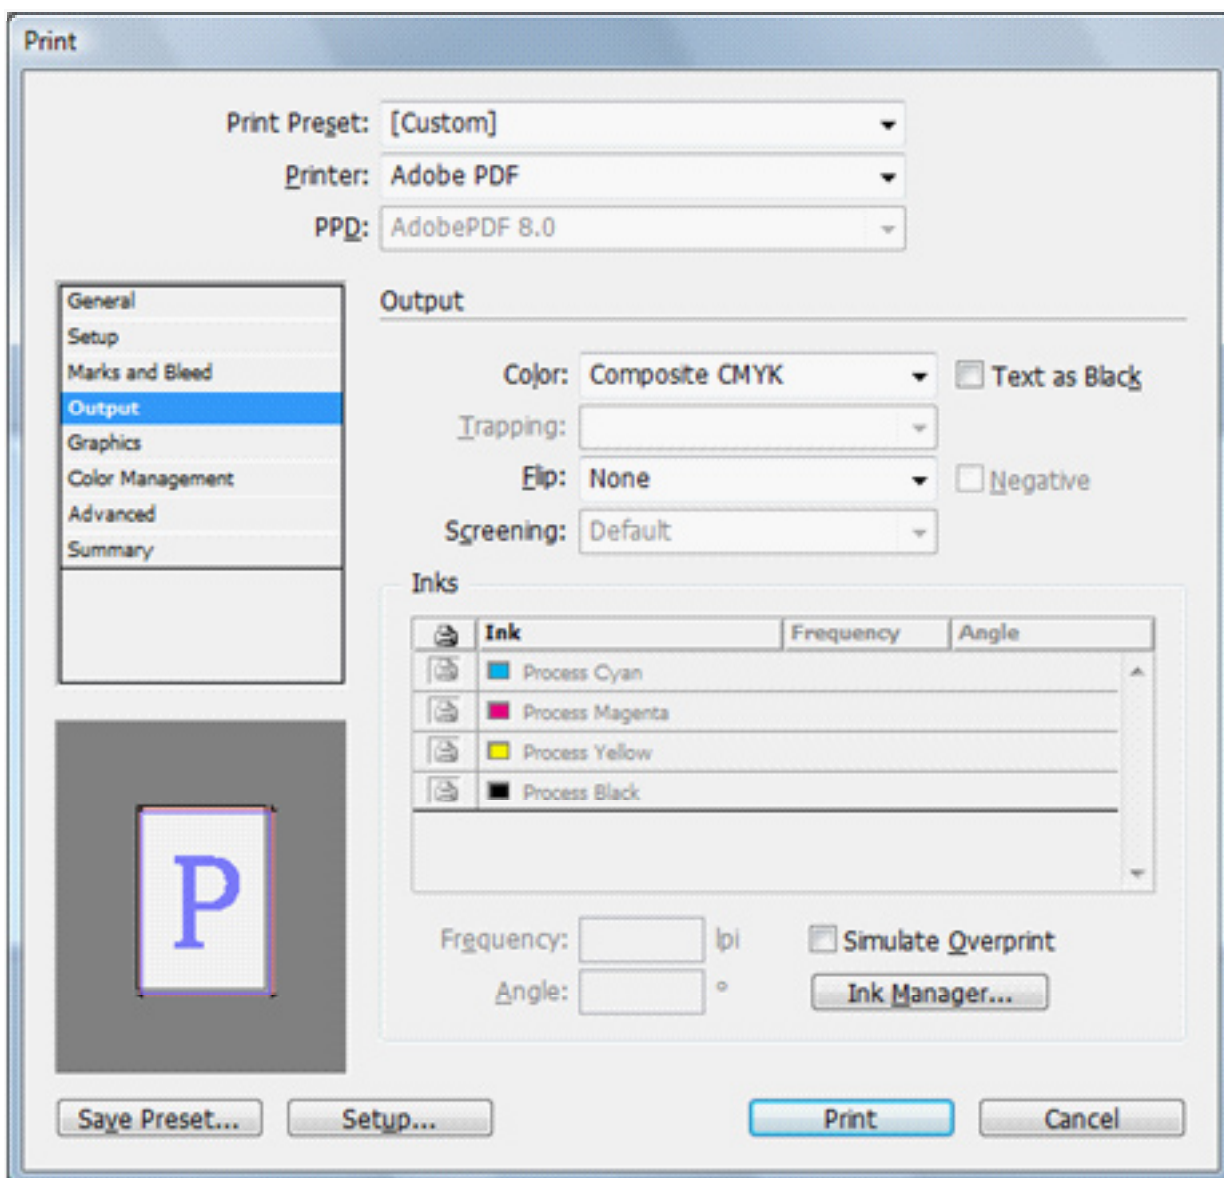 Print
Print Preset: [Custom]
Printer: Adobe PDF
PPD: AdobePDF 8.0
General
Setup
Marks and Bleed
Output
Graphics
Color Management
Advanced
Summary
Output
Color: Composite CMYK Text as Black
Trapping:
Flip: None Negative
Screening: Default
Inks
Ink Frequency Angle
Process Cyan
Process Magenta
Process Yellow
Process Black
P
Frequency: lpi Simulate Overprint
Angle: ° Ink Manager...
Save Preset... Setup... Print Cancel